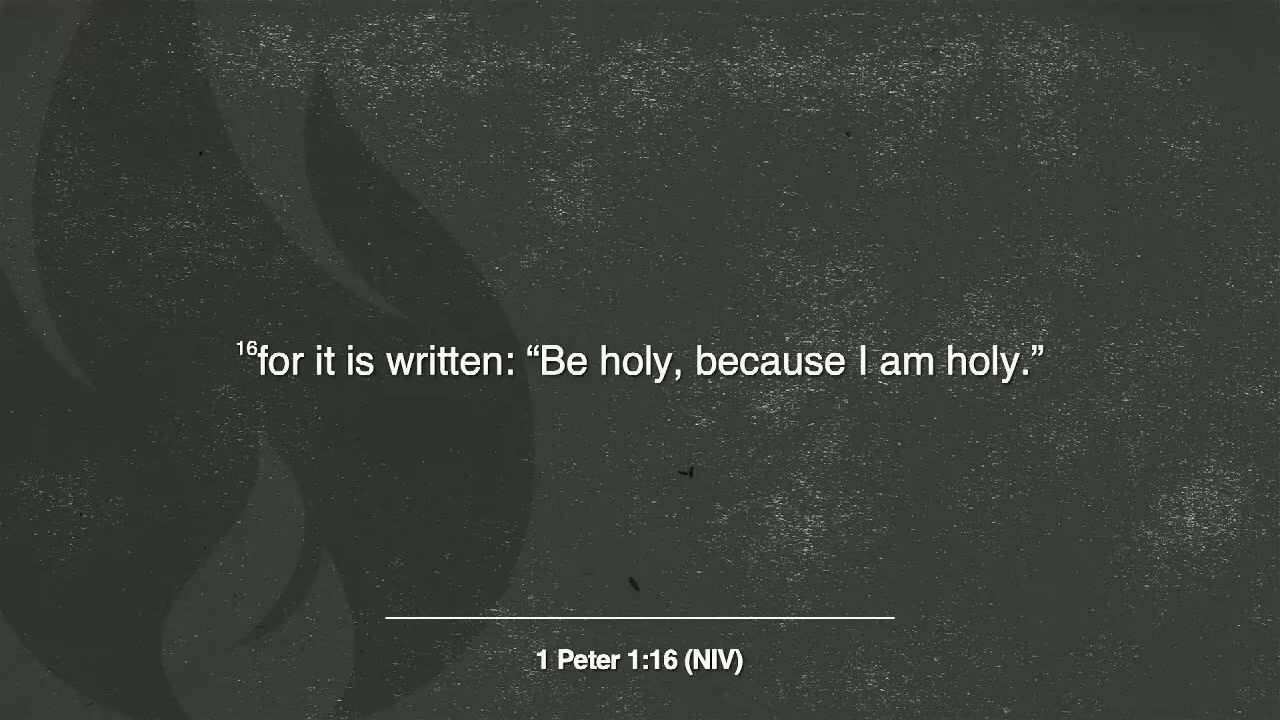 16for it is written: “Be holy, because I am holy.”
1 Peter 1:16 (NIV)